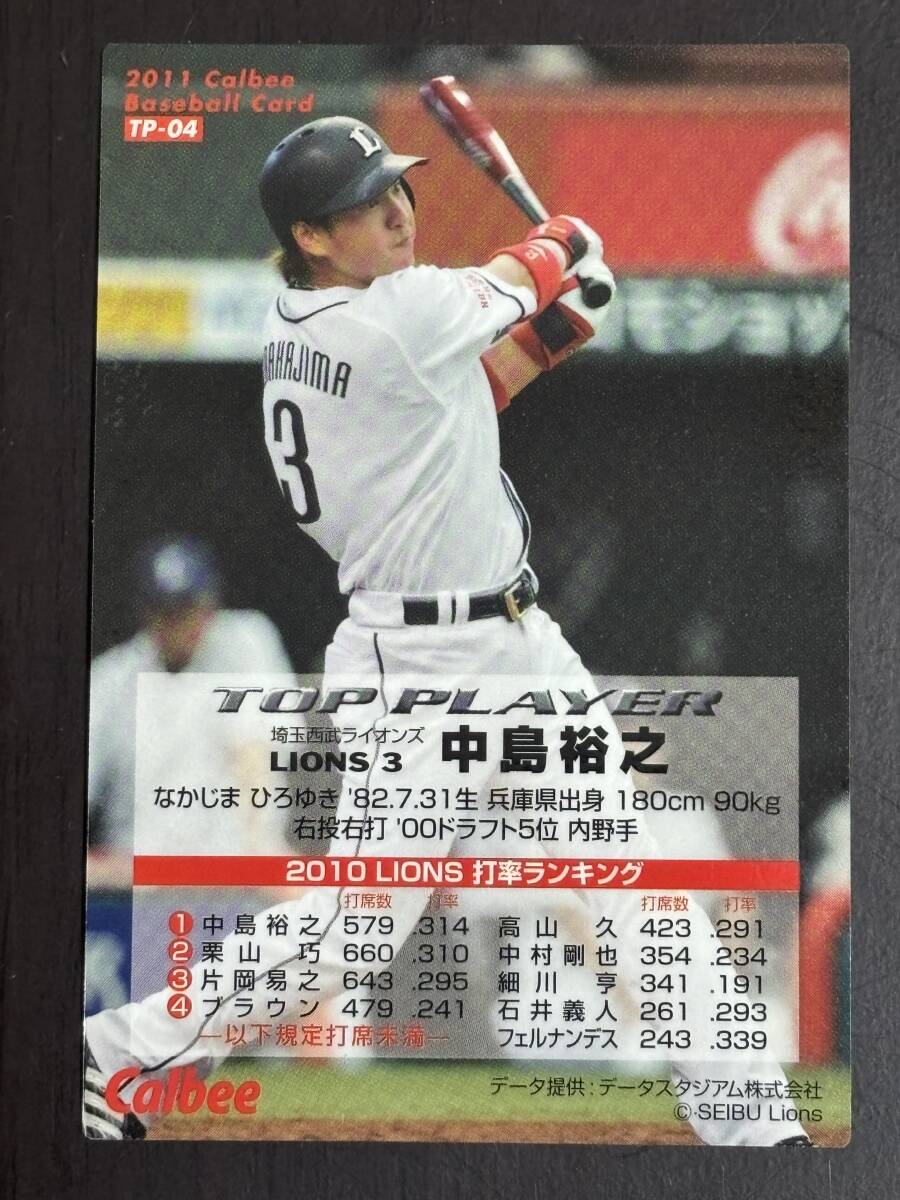 2011 Calbee
Baseball Card
TP-04
L
NAKAJIMA
3
TOP PLAYER
埼玉西武ライオンズ
LIONS 3 中島裕之
なかじま ひろゆき '82.7.31生 兵庫県出身 180cm 90kg
右投右打 '00ドラフト5位 内野手
2010 LIONS 打率ランキング
打席数 打率 打席数 打率
1 中島裕之 579 .314 高山 久 423 .291
2 栗山 巧 660 .310 中村剛也 354 .234
3 片岡易之 643 .295 細川 亨 341 .191
4 ブラウン 479 .241 石井義人 261 .293
—以下規定打席未満— フェルナンデス 243 .339
Calbee
データ提供:データスタジアム株式会社
©SEIBU Lions